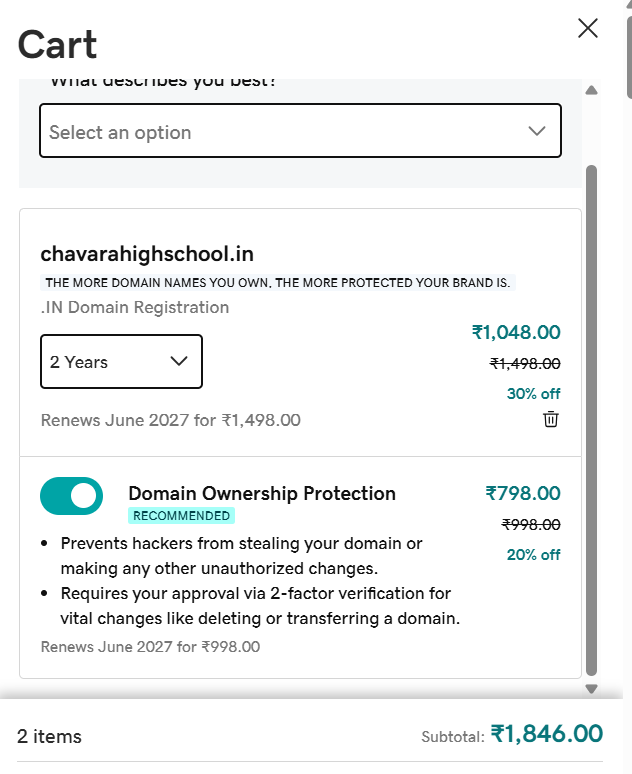 Cart
What describes you best?
Select an option
chavarahighschool.in
THE MORE DOMAIN NAMES YOU OWN, THE MORE PROTECTED YOUR BRAND IS.
.IN Domain Registration
₹1,048.00
2 Years
₹1,498.00
30% off
Renews June 2027 for ₹1,498.00
Domain Ownership Protection
₹798.00
RECOMMENDED
₹998.00
• Prevents hackers from stealing your domain or
making any other unauthorized changes.
20% off
• Requires your approval via 2-factor verification for
vital changes like deleting or transferring a domain.
Renews June 2027 for ₹998.00
2 items
Subtotal: ₹1,846.00